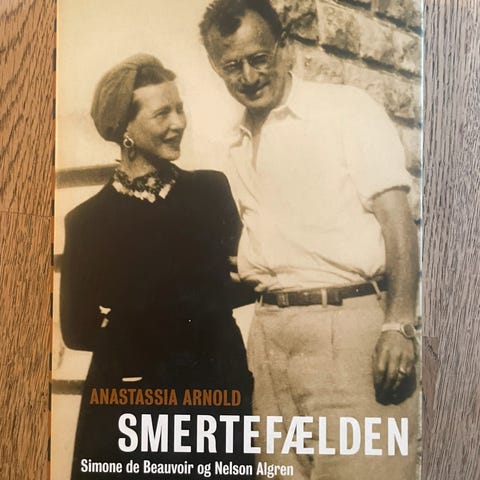 ANASTASSIA ARNOLD
SMERTEFÆLDEN
Simone de Beauvoir og Nelson Algren